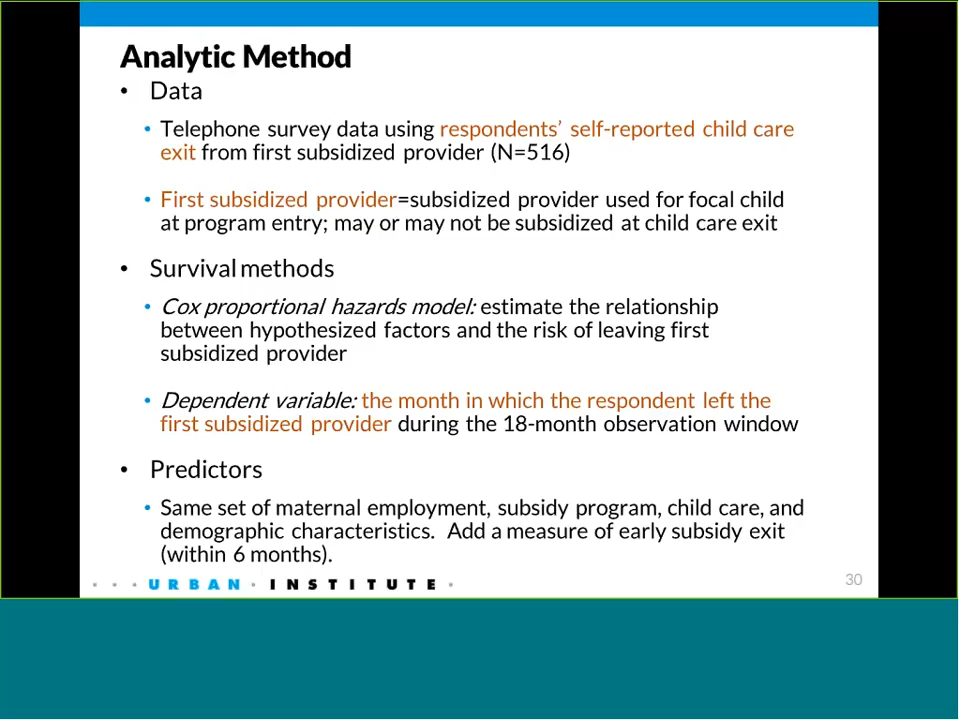 Analytic Method
• Data
• Telephone survey data using respondents’ self-reported child care
exit from first subsidized provider (N=516)
• First subsidized provider=subsidized provider used for focal child
at program entry; may or may not be subsidized at child care exit
• Survival methods
• Cox proportional hazards model: estimate the relationship
between hypothesized factors and the risk of leaving first
subsidized provider
• Dependent variable: the month in which the respondent left the
first subsidized provider during the 18-month observation window
• Predictors
• Same set of maternal employment, subsidy program, child care, and
demographic characteristics. Add a measure of early subsidy exit
(within 6 months).
URBAN INSTITUTE
30